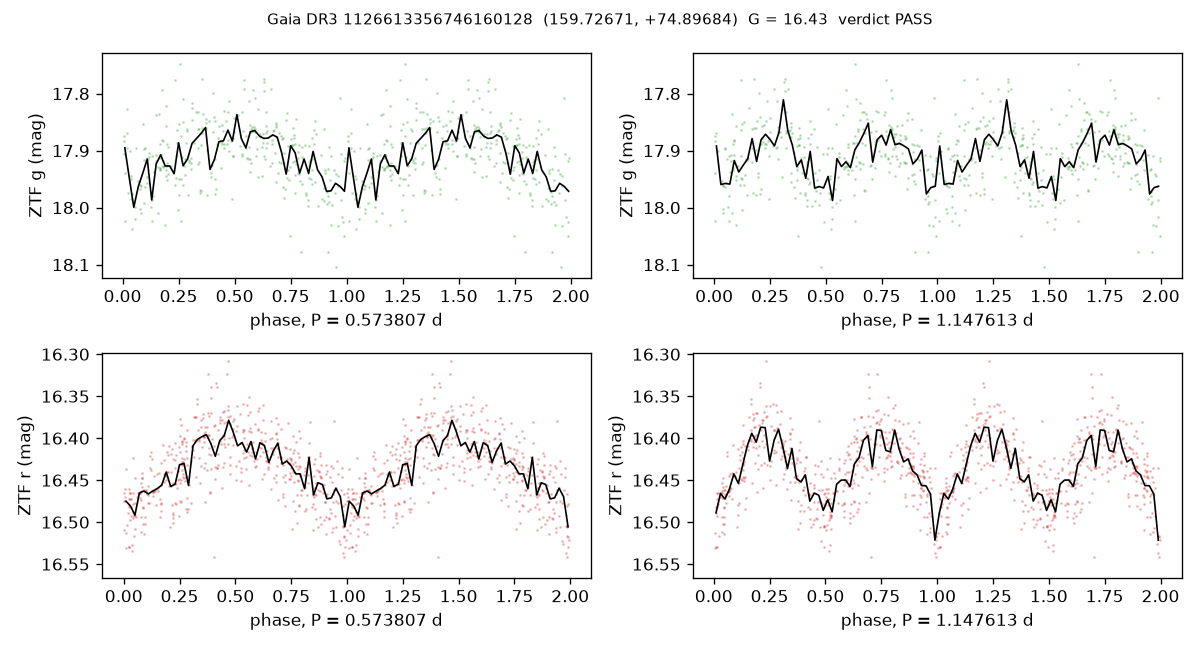 Gaia DR3 1126613356746160128 (159.72671, +74.89684) G = 16.43 verdict PASS
17.8
17.9
18.0
18.1
ZTF g (mag)
0.00 0.25 0.50 0.75 1.00 1.25 1.50 1.75 2.00
phase, P = 0.573807 d
17.8
17.9
18.0
18.1
ZTF g (mag)
0.00 0.25 0.50 0.75 1.00 1.25 1.50 1.75 2.00
phase, P = 1.147613 d
16.30
16.35
16.40
16.45
16.50
16.55
ZTF r (mag)
0.00 0.25 0.50 0.75 1.00 1.25 1.50 1.75 2.00
phase, P = 0.573807 d
16.30
16.35
16.40
16.45
16.50
16.55
ZTF r (mag)
0.00 0.25 0.50 0.75 1.00 1.25 1.50 1.75 2.00
phase, P = 1.147613 d